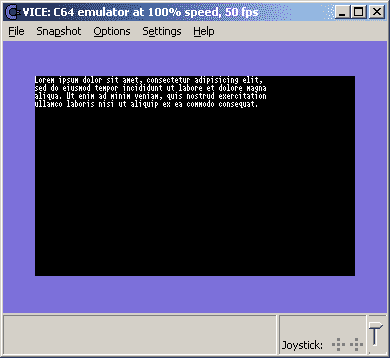 VICE: C64 emulator at 100% speed, 50 fps
File Snapshot Options Settings Help
Lorem ipsum dolor sit amet, consectetur adipisicing elit,
sed do eiusmod tempor incididunt ut labore et dolore magna
aliqua. Ut enim ad minim veniam, quis nostrud exercitation
ullamco laboris nisi ut aliquip ex ea commodo consequat.
Joystick: